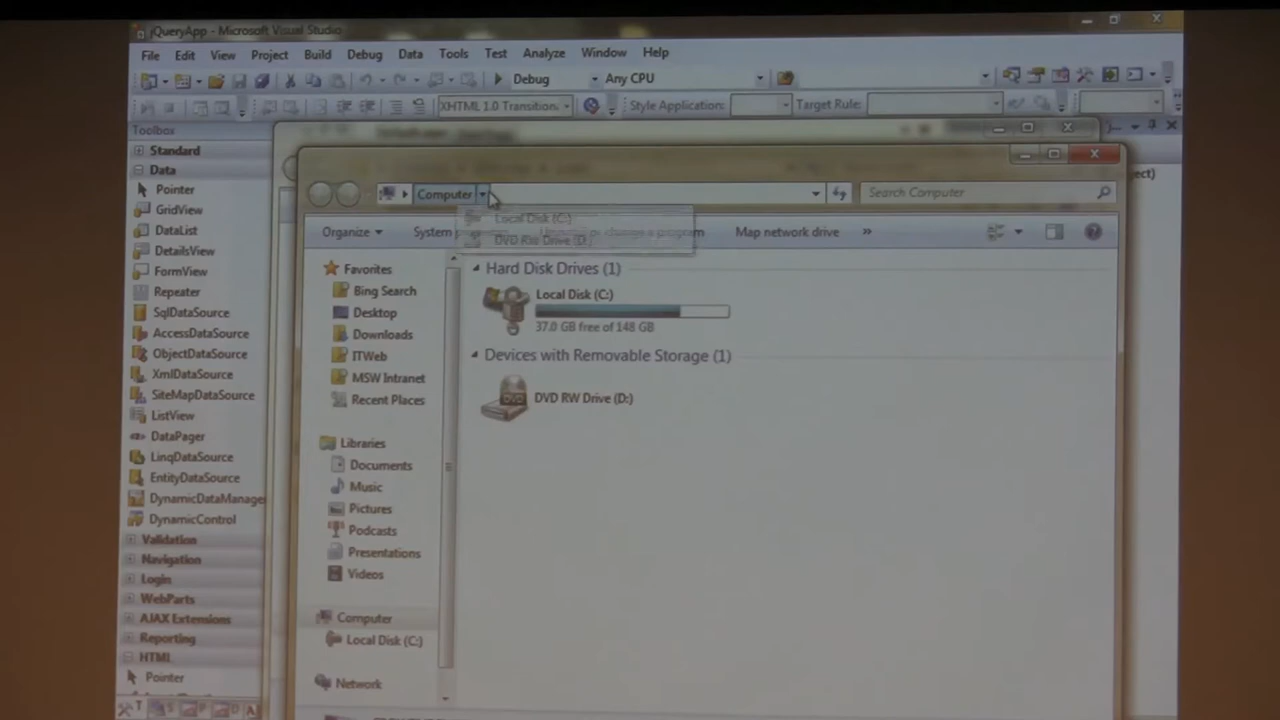 jQueryApp - Microsoft Visual Studio
File Edit View Project Build Debug Data Tools Test Analyze Window Help
Debug Any CPU
XHTML 1.0 Transition. Style Application: Target Rule:
Toolbox
Standard
Data
Pointer
GridView
DataList
DetailsView
FormView
Repeater
SqlDataSource
AccessDataSource
ObjectDataSource
XmlDataSource
SiteMapDataSource
ListView
DataPager
LinqDataSource
EntityDataSource
DynamicDataManager
DynamicControl
Validation
Navigation
Login
WebParts
AJAX Extensions
Reporting
HTML
Pointer
Computer Search Computer
Local Disk (C:)
DVD RW Drive (D:)
Organize System Uninstall or change a program Map network drive »
Favorites
Bing Search
Desktop
Downloads
ITWeb
MSW Intranet
Recent Places
Libraries
Documents
Music
Pictures
Podcasts
Presentations
Videos
Computer
Local Disk (C:)
Network
Hard Disk Drives (1)
Local Disk (C:)
37.0 GB free of 148 GB
Devices with Removable Storage (1)
DVD RW Drive (D:)